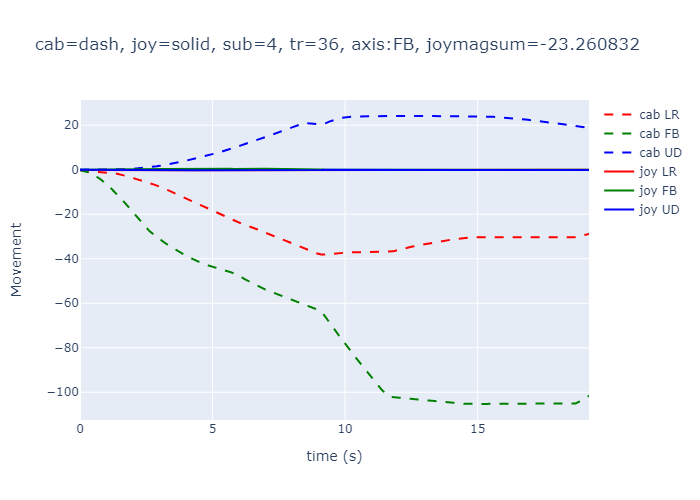 cab=dash, joy=solid, sub=4, tr=36, axis:FB, joymagsum=-23.260832
cab LR
cab FB
cab UD
joy LR
joy FB
joy UD
Movement
20
0
−20
−40
−60
−80
−100
0
5
10
15
time (s)